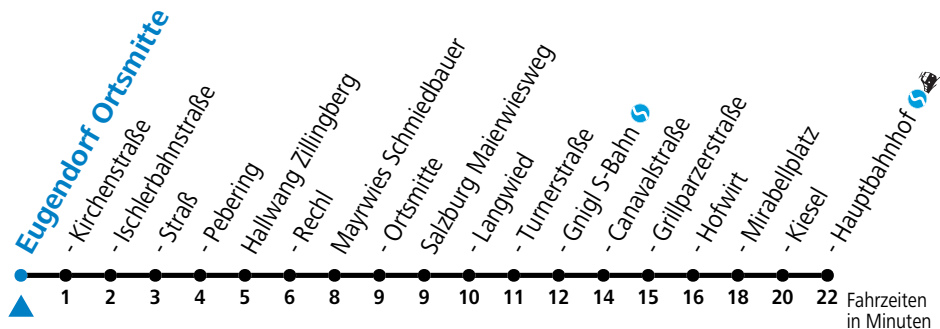 Eugendorf Ortsmitte
- Kirchenstraße
- Ischlerbahnstraße
- Straß
- Pebering
Hallwang Zillingberg
- Rechl
Mayrwies Schmiedbauer
- Ortsmitte
Salzburg Maierwiesweg
- Langwied
- Turnerstraße
- Gnigl S-Bahn
- Canavalstraße
- Grillparzerstraße
- Hofwirt
- Mirabellplatz
- Kiesel
- Hauptbahnhof
1 2 3 4 5 6 8 9 9 10 11 12 14 15 16 18 20 22 Fahrzeiten
in Minuten